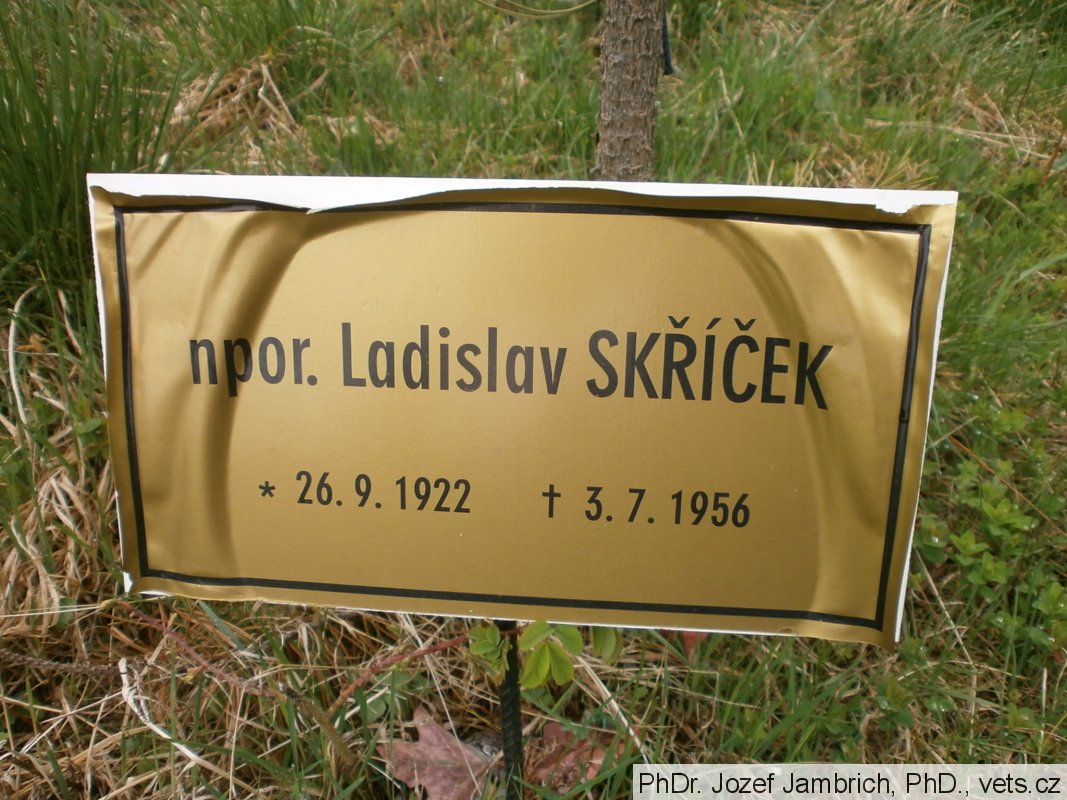 npor. Ladislav SKŘÍČEK
* 26. 9. 1922 † 3. 7. 1956
PhDr. Jozef Jambrich, PhD., vets.cz